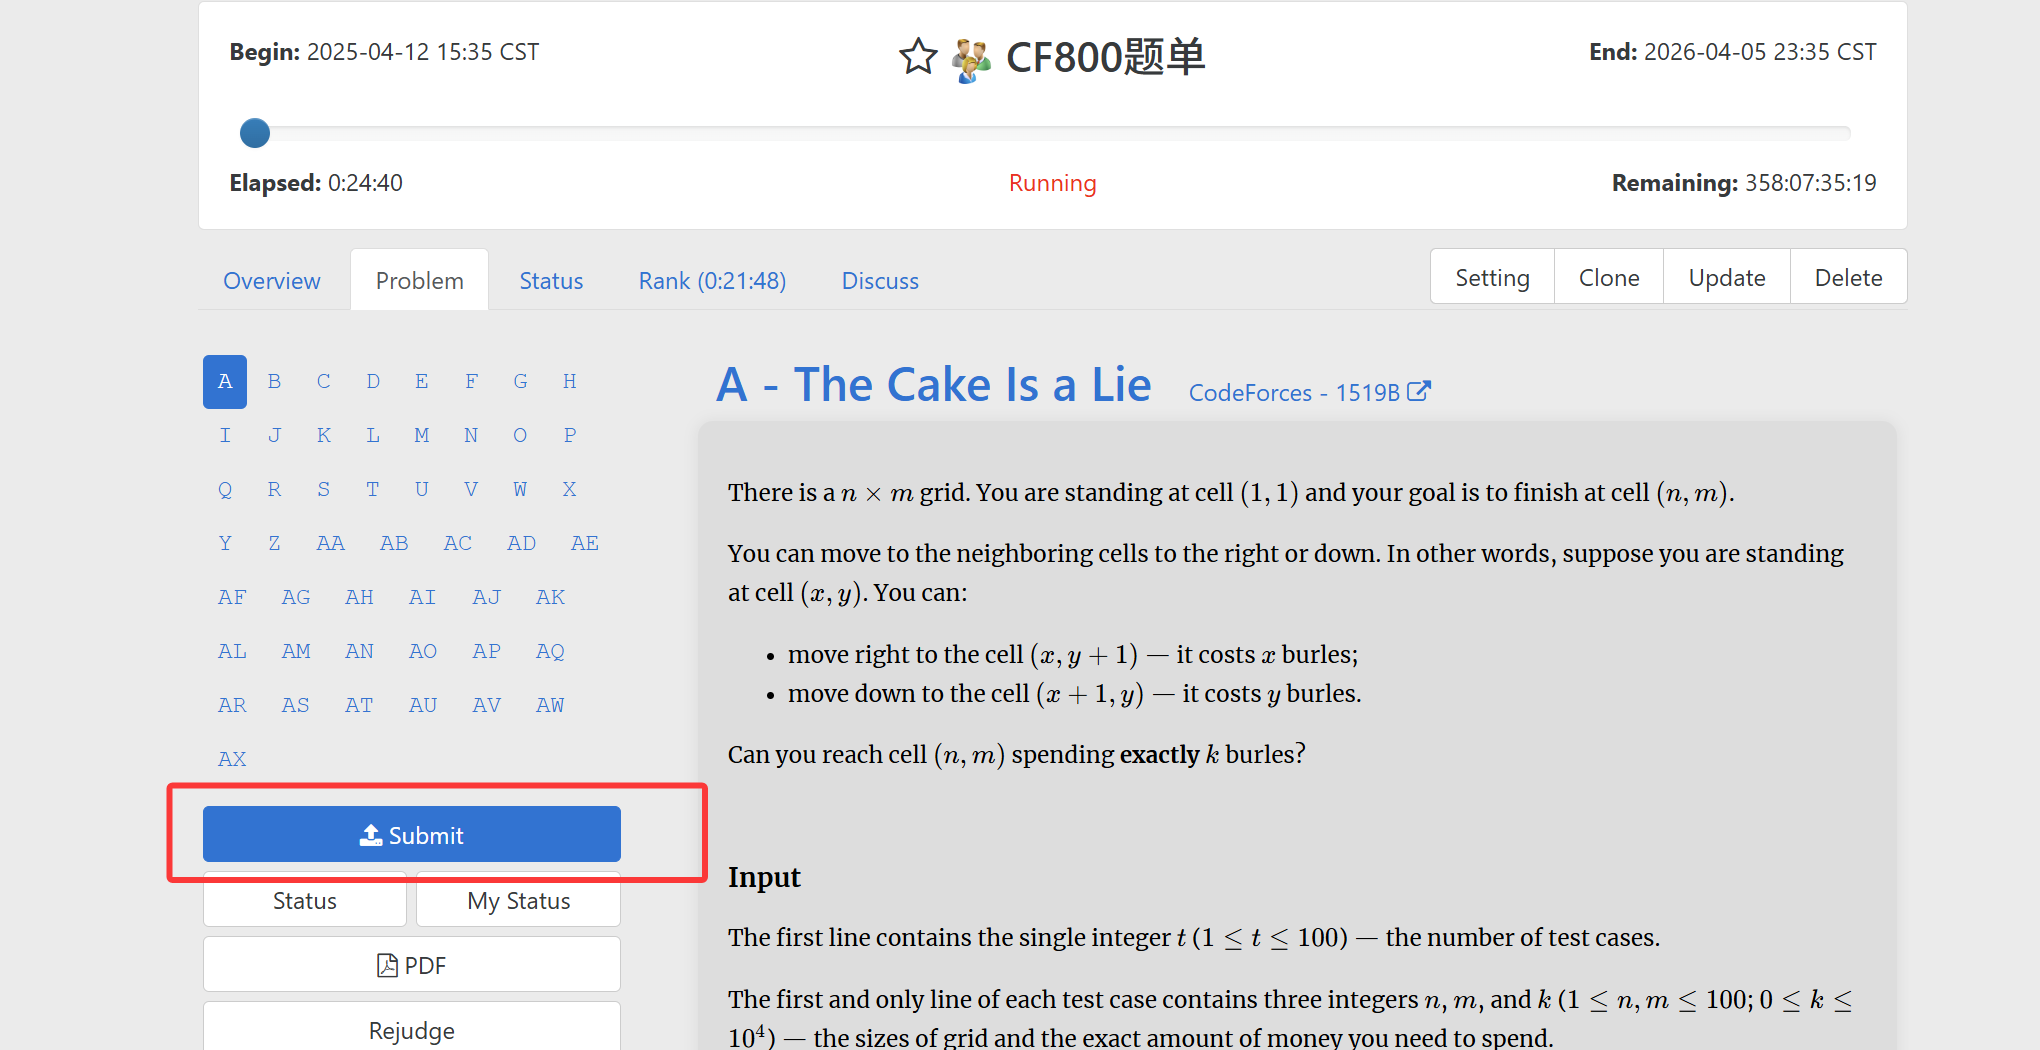 Begin: 2025-04-12 15:35 CST
CF800题单
End: 2026-04-05 23:35 CST
Elapsed: 0:24:40
Running
Remaining: 358:07:35:19
Overview Problem Status Rank (0:21:48) Discuss
Setting Clone Update Delete
A B C D E F G H
I J K L M N O P
Q R S T U V W X
Y Z AA AB AC AD AE
AF AG AH AI AJ AK
AL AM AN AO AP AQ
AR AS AT AU AV AW
AX
Submit
Status My Status
PDF
Rejudge
A - The Cake Is a Lie CodeForces - 1519B
There is a n × m grid. You are standing at cell (1, 1) and your goal is to finish at cell (n, m).
You can move to the neighboring cells to the right or down. In other words, suppose you are standing
at cell (x, y). You can:
• move right to the cell (x, y + 1) — it costs x burles;
• move down to the cell (x + 1, y) — it costs y burles.
Can you reach cell (n, m) spending exactly k burles?
Input
The first line contains the single integer t (1 ≤ t ≤ 100) — the number of test cases.
The first and only line of each test case contains three integers n, m, and k (1 ≤ n, m ≤ 100; 0 ≤ k ≤
10⁴) — the sizes of grid and the exact amount of money you need to spend.